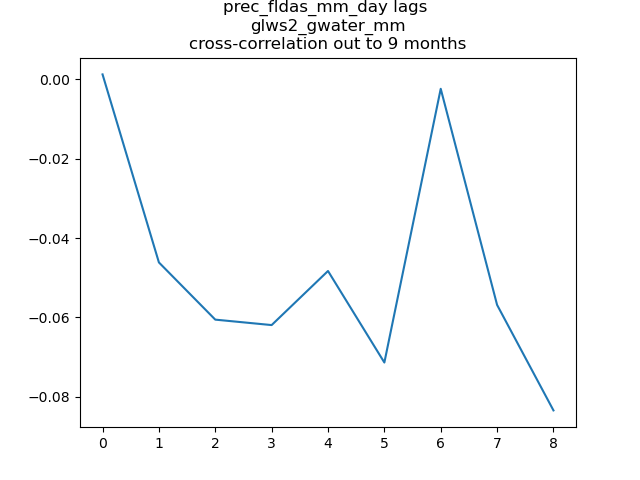 prec_fldas_mm_day lags
glws2_gwater_mm
cross-correlation out to 9 months
0.00
−0.02
−0.04
−0.06
−0.08
0 1 2 3 4 5 6 7 8